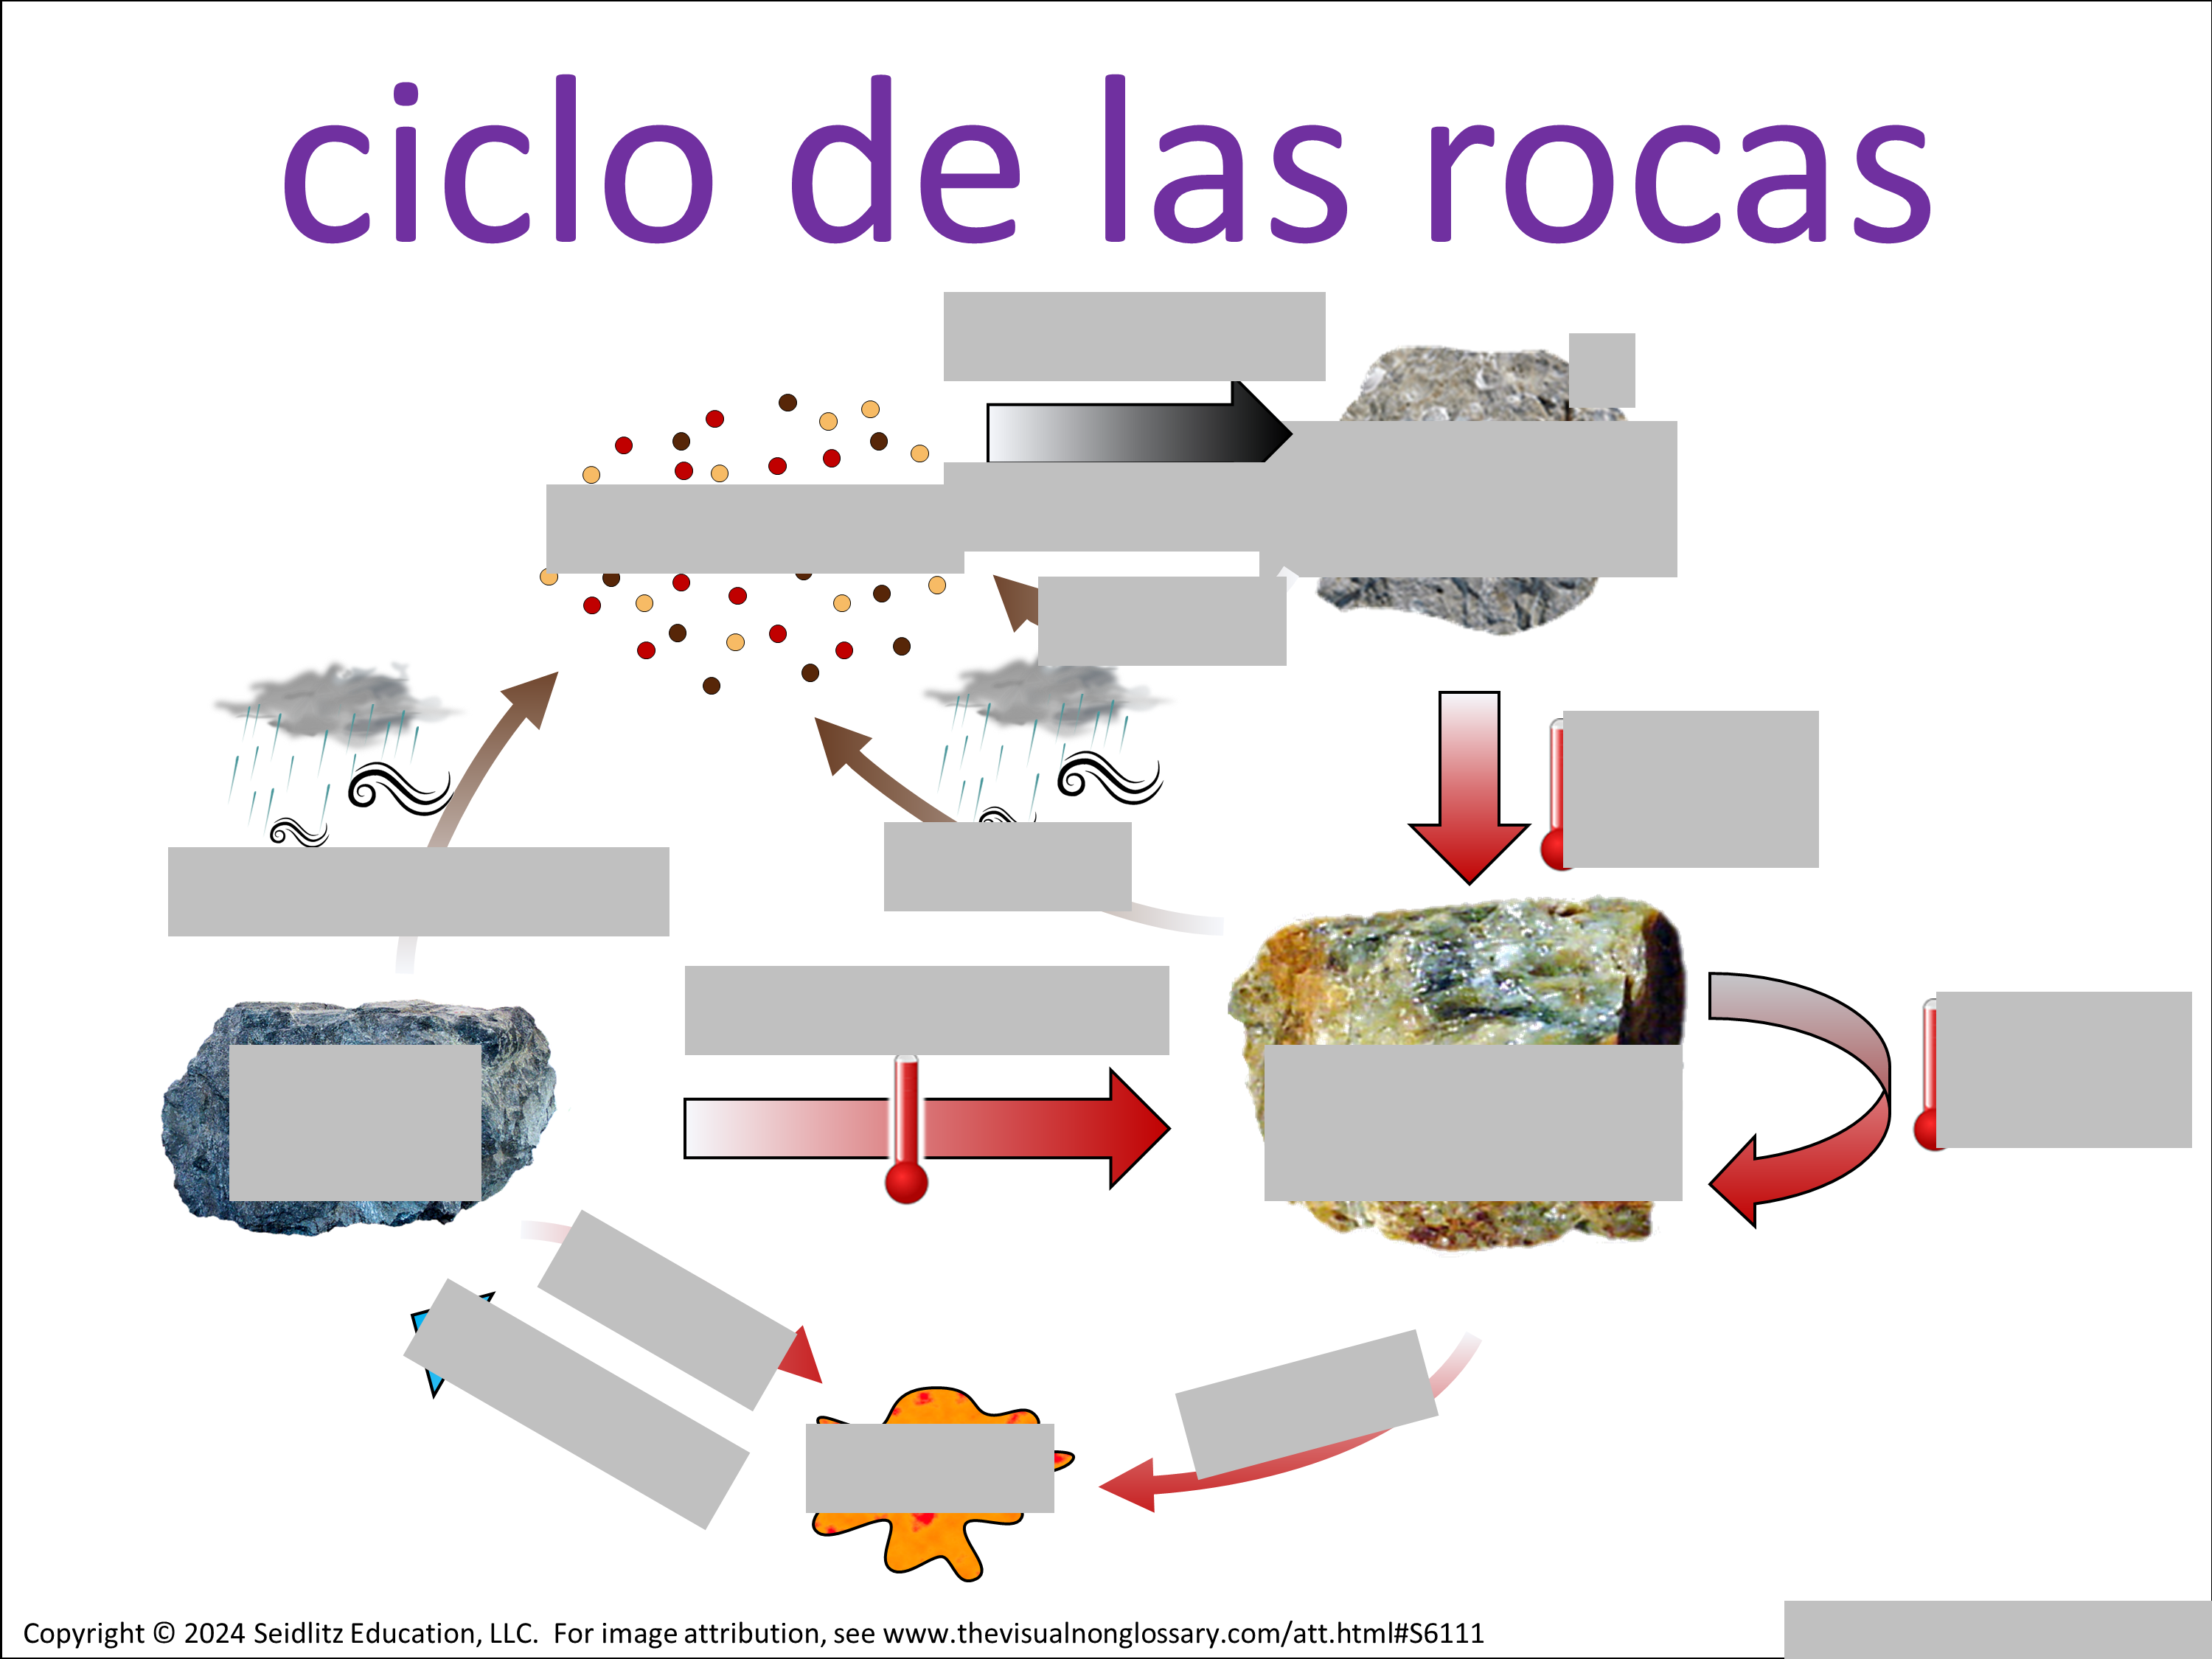 ciclo de las rocas
Copyright © 2024 Seidlitz Education, LLC.  For image attribution, see www.thevisualnonglossary.com/att.html#S6111